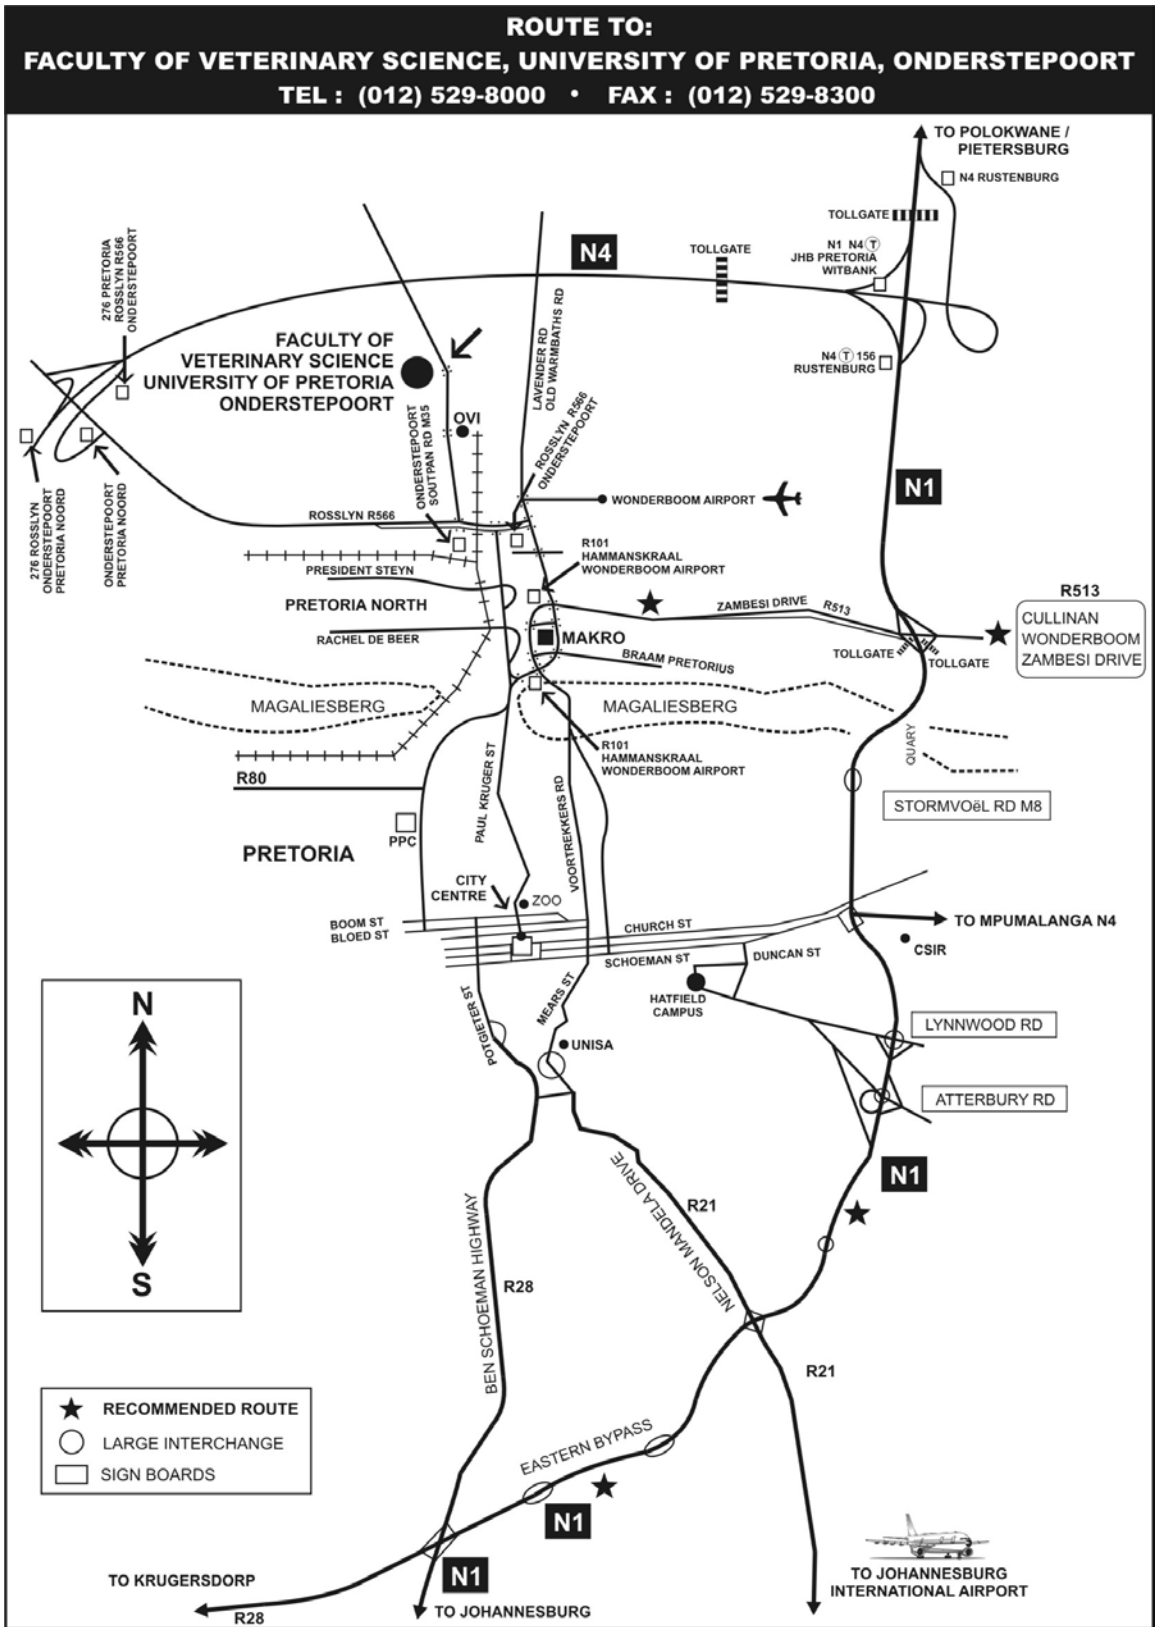 ROUTE TO:
FACULTY OF VETERINARY SCIENCE, UNIVERSITY OF PRETORIA, ONDERSTEPOORT
TEL : (012) 529-8000 • FAX : (012) 529-8300
TO POLOKWANE /
PIETERSBURG
N4 RUSTENBURG
TOLLGATE
N1 N4 T
JHB PRETORIA
WITBANK
TOLLGATE
N4
276 PRETORIA
ROSSLYN R566
ONDERSTEPOORT
FACULTY OF
VETERINARY SCIENCE
UNIVERSITY OF PRETORIA
ONDERSTEPOORT
LAVENDER RD
OLD WARMBATHS RD
N4 T 156
RUSTENBURG
OVI
ONDERSTEPOORT
SOUTPAN RD M35
ROSSLYN R566
ONDERSTEPOORT
N1
WONDERBOOM AIRPORT
276 ROSSLYN
ONDERSTEPOORT
PRETORIA NOORD
ONDERSTEPOORT
PRETORIA NOORD
ROSSLYN R566
R101
HAMMANSKRAAL
WONDERBOOM AIRPORT
PRESIDENT STEYN
PRETORIA NORTH
RACHEL DE BEER
MAKRO
ZAMBESI DRIVE R513
BRAAM PRETORIUS
R513
CULLINAN
WONDERBOOM
ZAMBESI DRIVE
TOLLGATE
TOLLGATE
MAGALIESBERG
MAGALIESBERG
QUARY
R101
HAMMANSKRAAL
WONDERBOOM AIRPORT
R80
PAUL KRUGER ST
VOORTREKKERS RD
STORMVOëL RD M8
PPC
PRETORIA
CITY
CENTRE
ZOO
BOOM ST
BLOED ST
CHURCH ST
SCHOEMAN ST
DUNCAN ST
TO MPUMALANGA N4
CSIR
HATFIELD
CAMPUS
POTGIETER ST
MEARS ST
UNISA
LYNNWOOD RD
ATTERBURY RD
N
S
N1
BEN SCHOEMAN HIGHWAY
R28
NELSON MANDELA DRIVE
R21
R21
RECOMMENDED ROUTE
LARGE INTERCHANGE
SIGN BOARDS
EASTERN BYPASS
N1
N1
TO KRUGERSDORP
R28
TO JOHANNESBURG
TO JOHANNESBURG
INTERNATIONAL AIRPORT